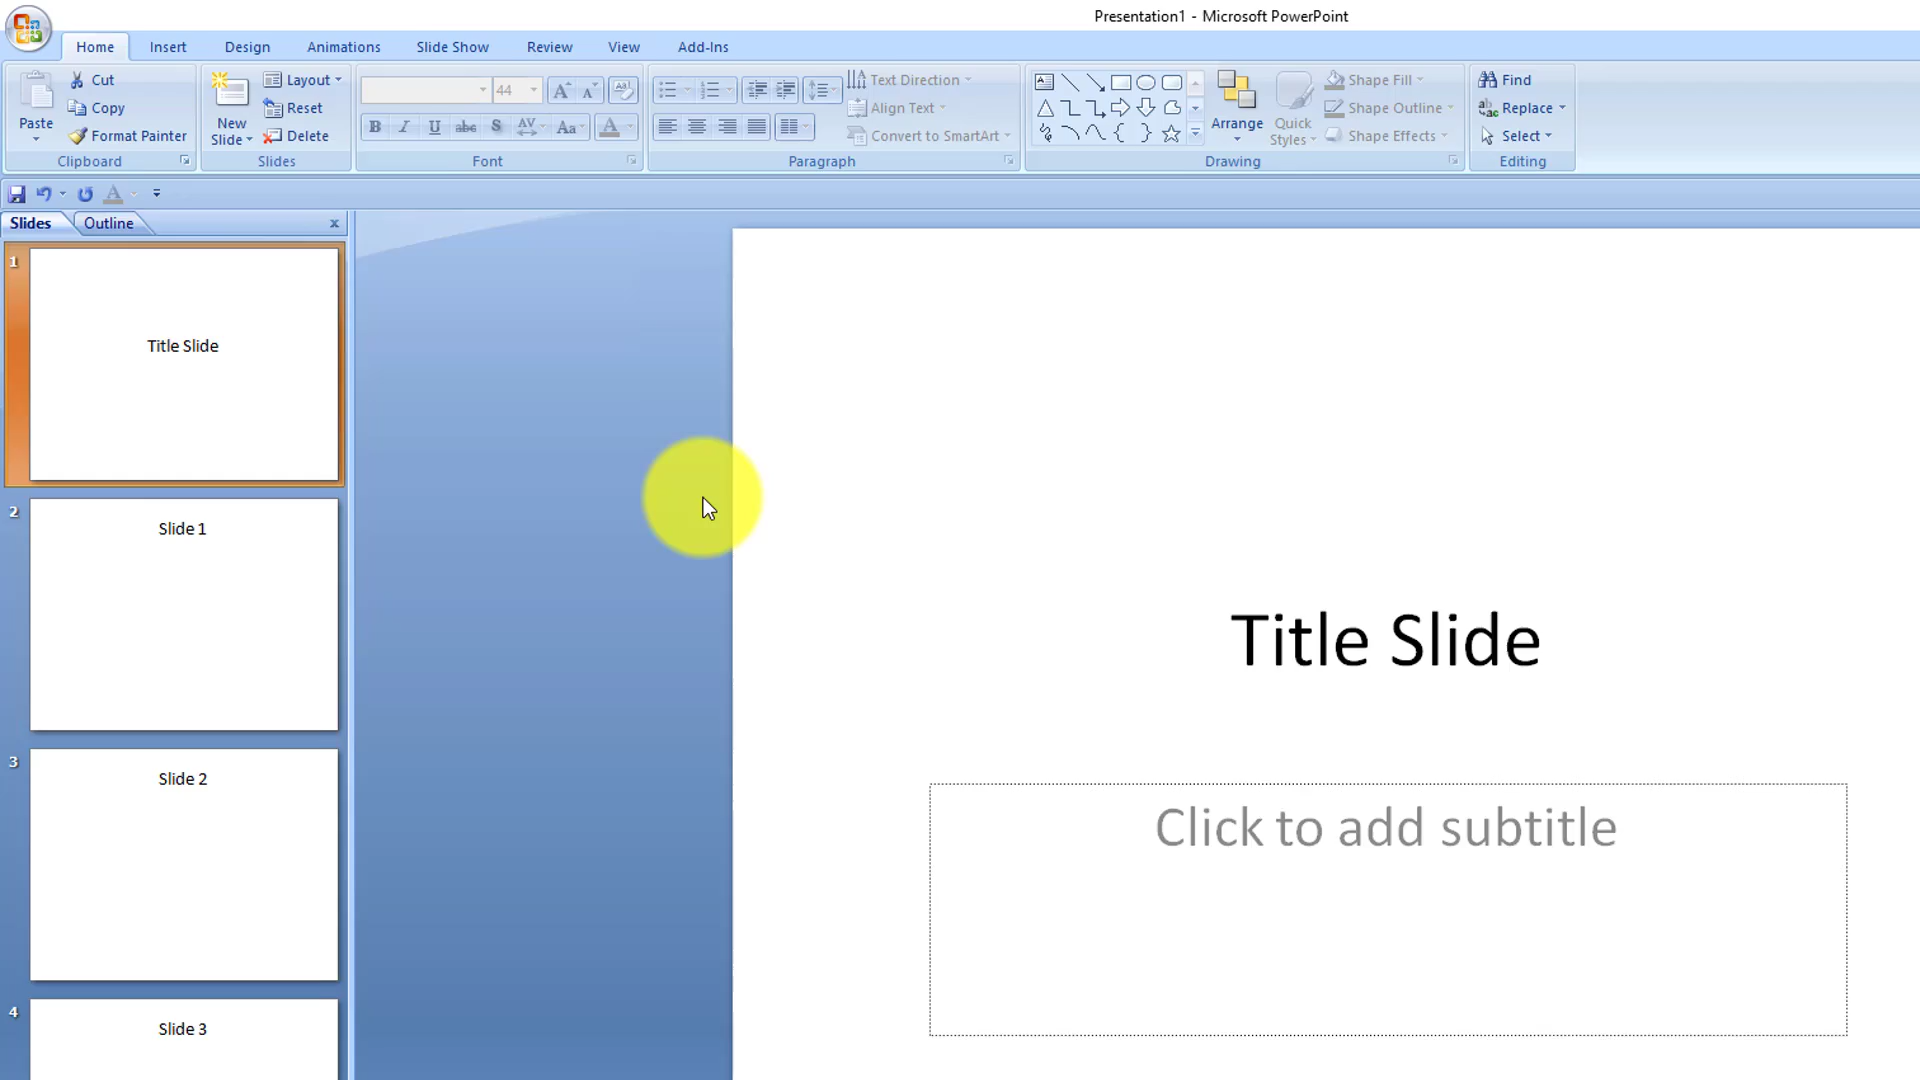 Presentation1 - Microsoft PowerPoint
Home Insert Design Animations Slide Show Review View Add-Ins
Paste
Cut
Copy
Format Painter
Clipboard
New
Slide
Layout
Reset
Delete
Slides
44
B I U abc S AV Aa A
Font
Text Direction
Align Text
Convert to SmartArt
Paragraph
Arrange
Quick
Styles
Shape Fill
Shape Outline
Shape Effects
Drawing
Find
Replace
Select
Editing
Slides Outline x
1
Title Slide
2
Slide 1
3
Slide 2
4
Slide 3
Title Slide
Click to add subtitle